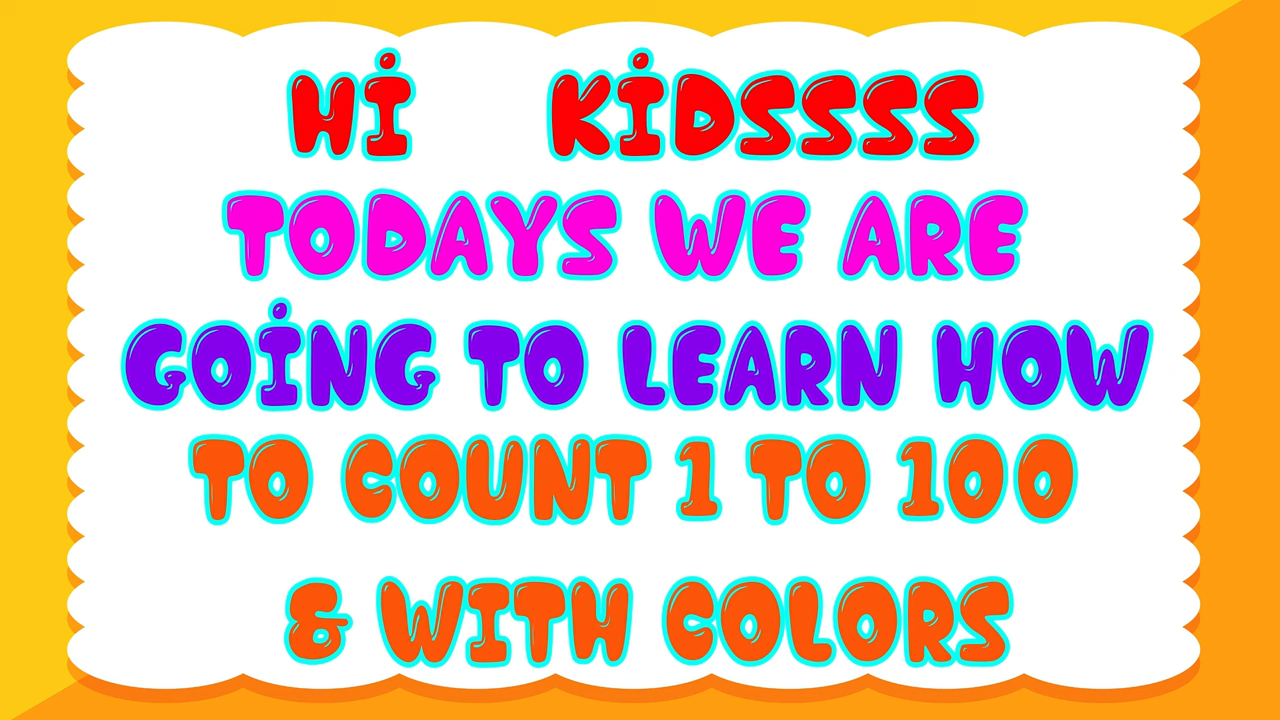 Hİ KİDSSSS
TODAYS WE ARE
GOİNG TO LEARN HOW
TO COUNT 1 TO 100
& WITH COLORS